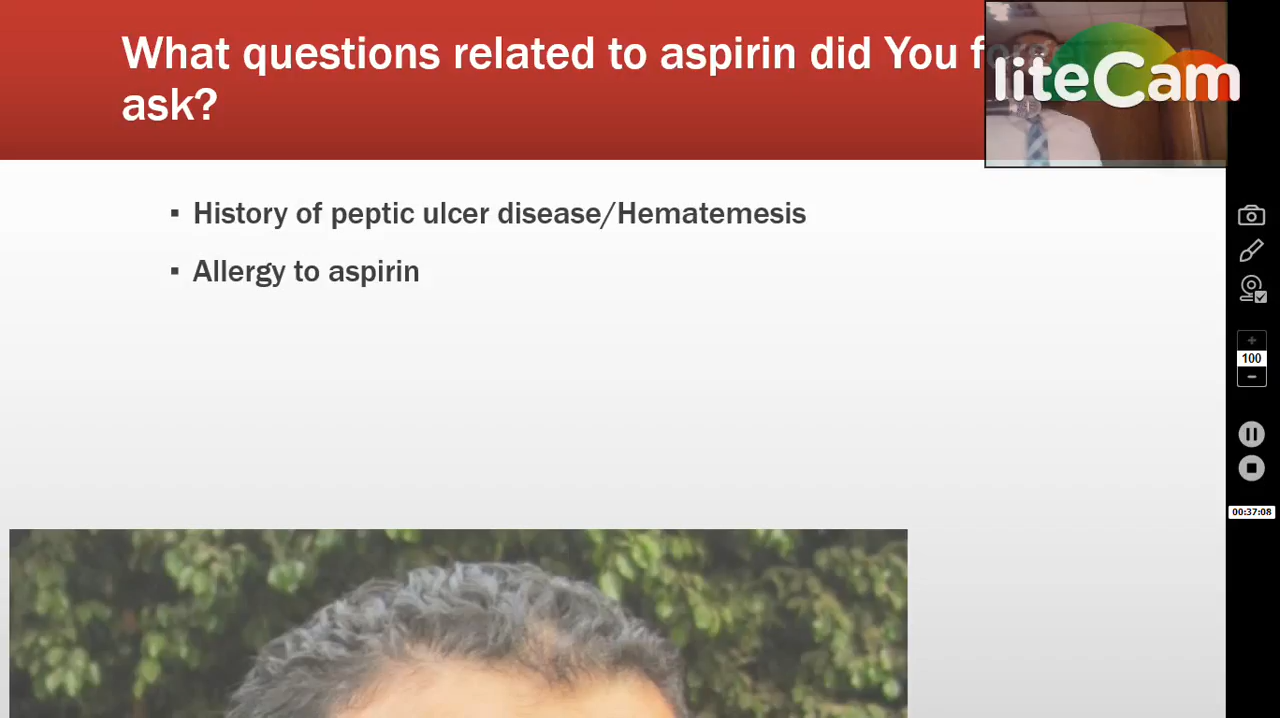 What questions related to aspirin did You
ask?
liteCam
▪ History of peptic ulcer disease/Hematemesis
▪ Allergy to aspirin
100
00:37:08